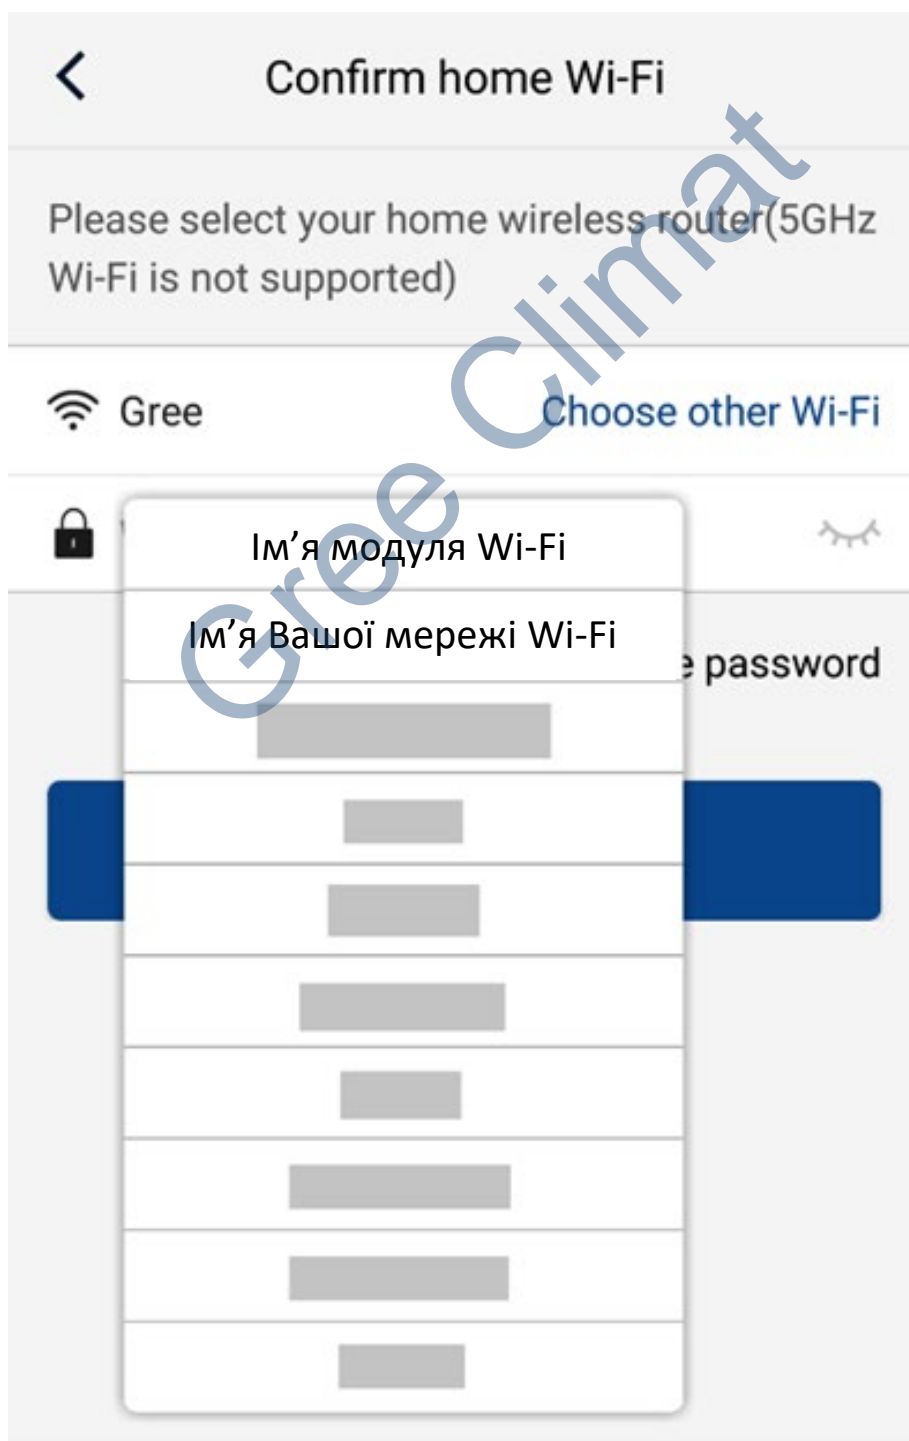 Confirm home Wi-Fi
Please select your home wireless router(5GHz
Wi-Fi is not supported)
Gree
Choose other Wi-Fi
Ім’я модуля Wi-Fi
Ім’я Вашої мережі Wi-Fi
password
Gree Climat